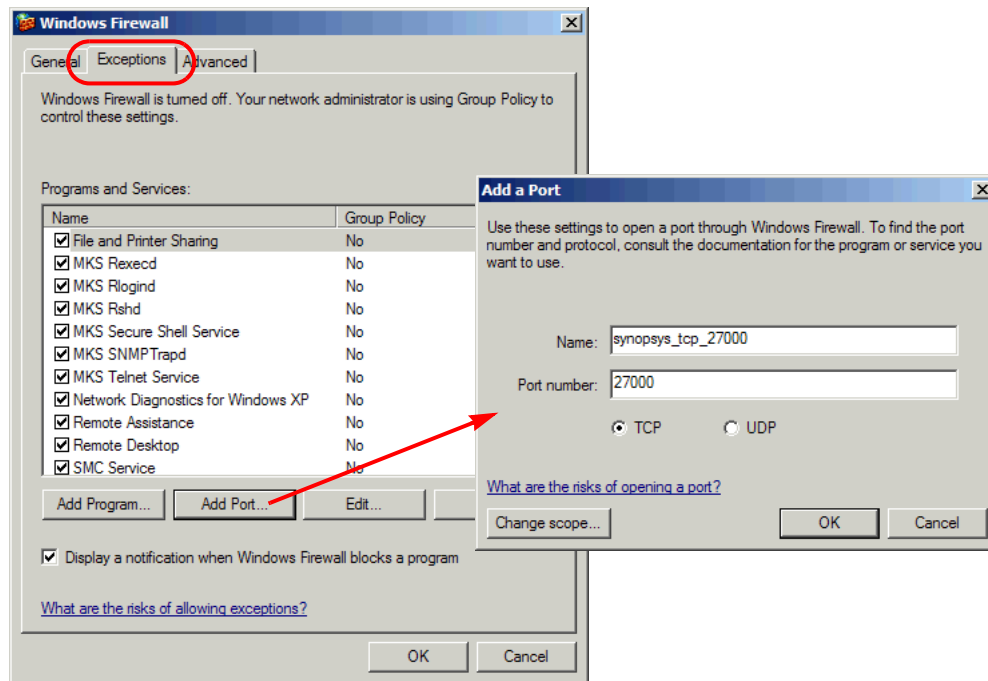 Windows Firewall
General Exceptions Advanced
Windows Firewall is turned off. Your network administrator is using Group Policy to
control these settings.
Programs and Services:
Name Group Policy
File and Printer Sharing No
MKS Rexecd No
MKS Rlogind No
MKS Rshd No
MKS Secure Shell Service No
MKS SNMPTrapd No
MKS Telnet Service No
Network Diagnostics for Windows XP No
Remote Assistance No
Remote Desktop No
SMC Service No
Add Program... Add Port... Edit...
Display a notification when Windows Firewall blocks a program
What are the risks of allowing exceptions?
OK Cancel
Add a Port
Use these settings to open a port through Windows Firewall. To find the port
number and protocol, consult the documentation for the program or service you
want to use.
Name: synopsys_tcp_27000
Port number: 27000
TCP UDP
What are the risks of opening a port?
Change scope... OK Cancel